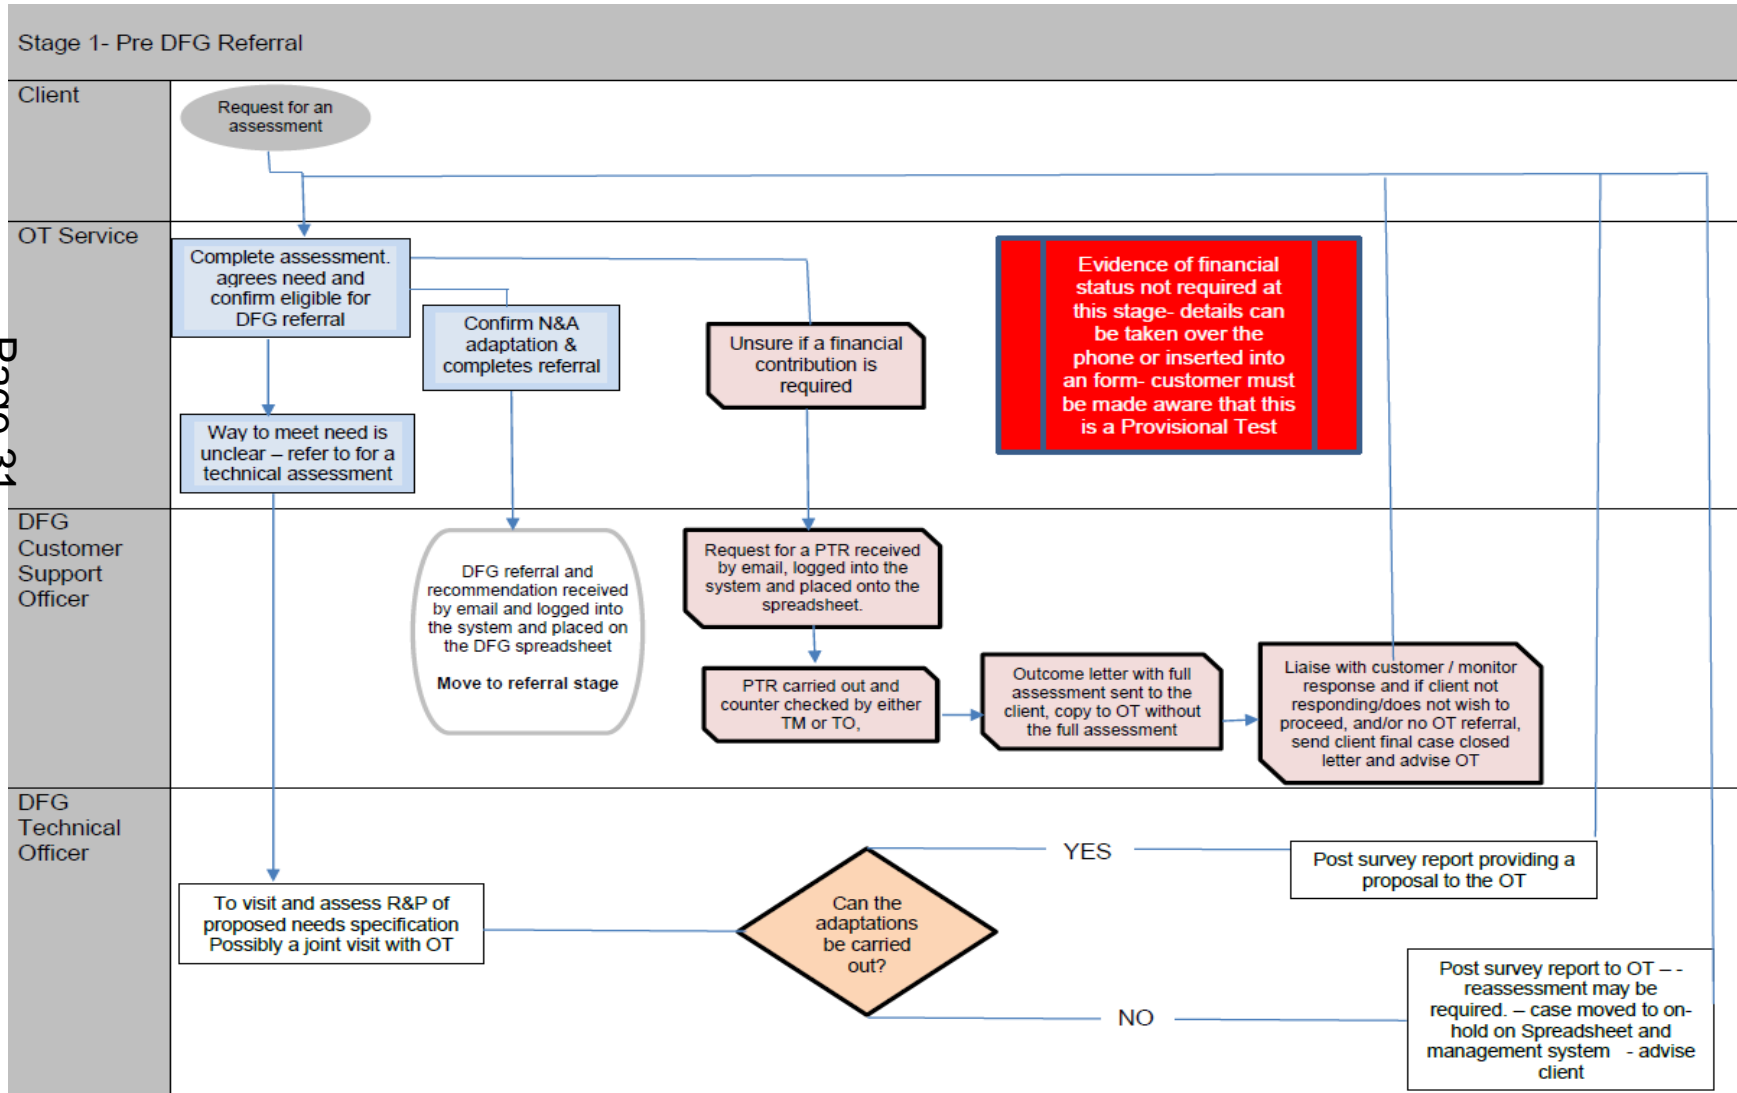 Stage 1- Pre DFG Referral
Client
Request for an
assessment
OT Service
Complete assessment.
agrees need and
confirm eligible for
DFG referral
Confirm N&A
adaptation &
completes referral
Unsure if a financial
contribution is
required
Evidence of financial
status not required at
this stage- details can
be taken over the
phone or inserted into
an form- customer must
be made aware that this
is a Provisional Test
Way to meet need is
unclear – refer to for a
technical assessment
Page 31
DFG
Customer
Support
Officer
DFG referral and
recommendation received
by email and logged into
the system and placed on
the DFG spreadsheet
Move to referral stage
Request for a PTR received
by email, logged into the
system and placed onto the
spreadsheet.
PTR carried out and
counter checked by either
TM or TO,
Outcome letter with full
assessment sent to the
client, copy to OT without
the full assessment
Liaise with customer / monitor
response and if client not
responding/does not wish to
proceed, and/or no OT referral,
send client final case closed
letter and advise OT
DFG
Technical
Officer
To visit and assess R&P of
proposed needs specification
Possibly a joint visit with OT
Can the
adaptations
be carried
out?
YES
Post survey report providing a
proposal to the OT
NO
Post survey report to OT – -
reassessment may be
required. – case moved to on-
hold on Spreadsheet and
management system - advise
client